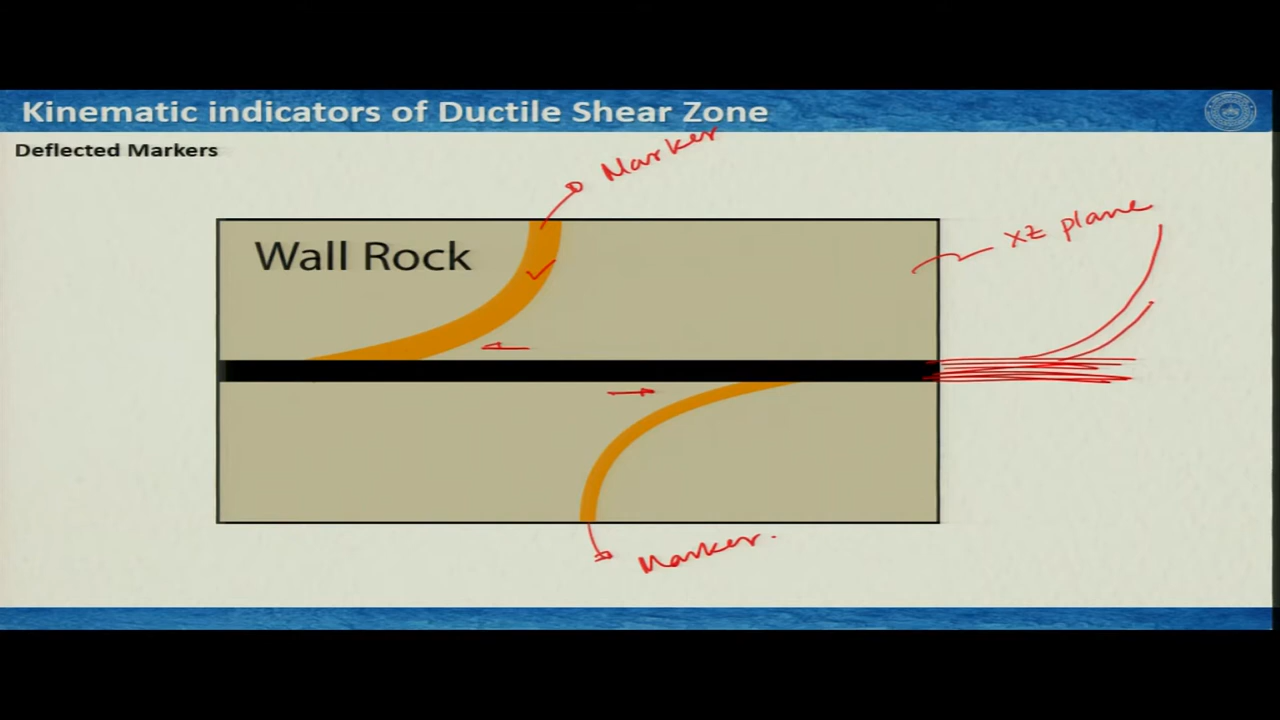 Kinematic indicators of Ductile Shear Zone
Deflected Markers
Marker
Wall Rock
XZ plane
Marker.